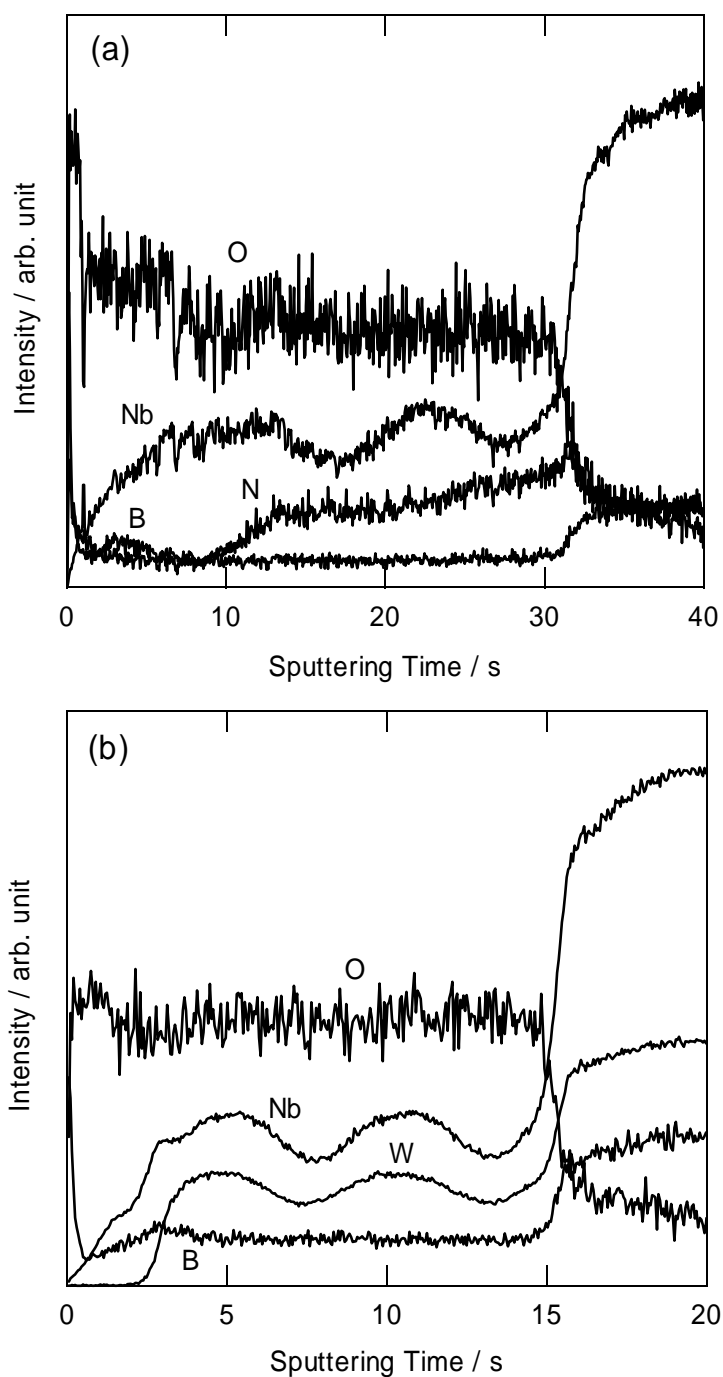 (a)
Intensity / arb. unit
O
Nb
N
B
0 10 20 30 40
Sputtering Time / s
(b)
Intensity / arb. unit
O
Nb
W
B
0 5 10 15 20
Sputtering Time / s